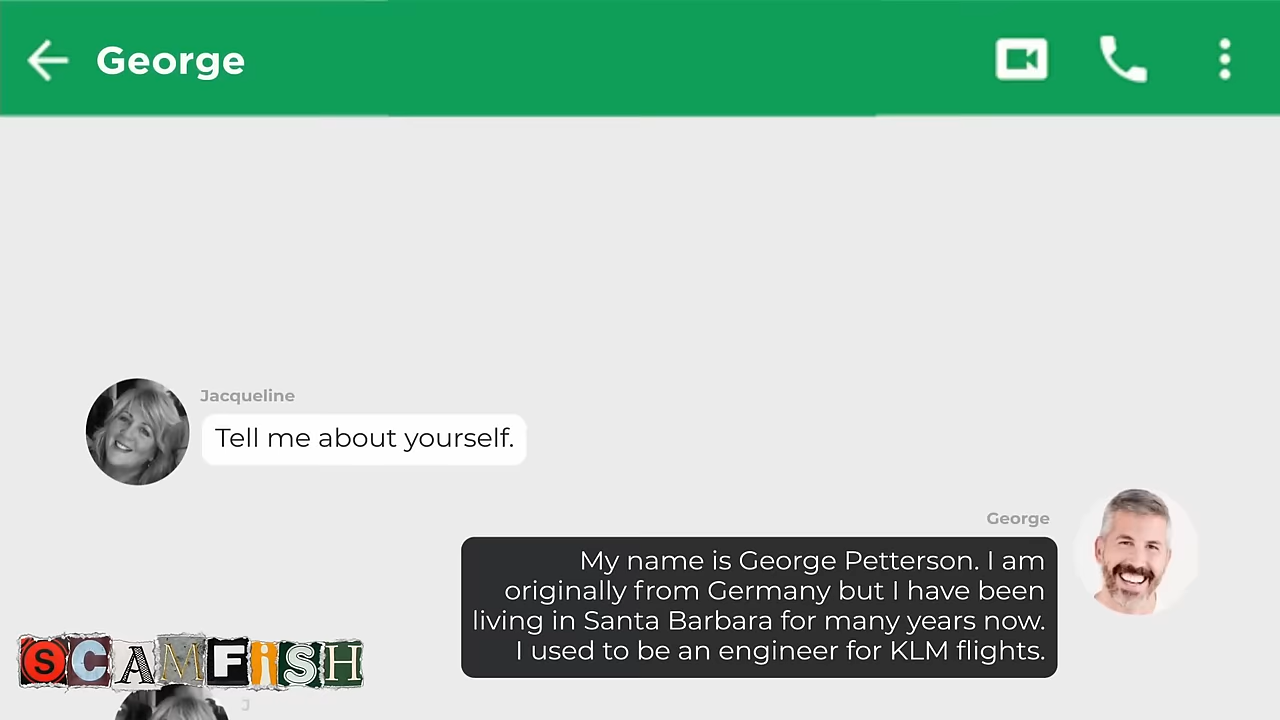 George
Jacqueline
Tell me about yourself.
George
My name is George Petterson. I am
originally from Germany but I have been
living in Santa Barbara for many years now.
I used to be an engineer for KLM flights.
SCAMFiSH
J